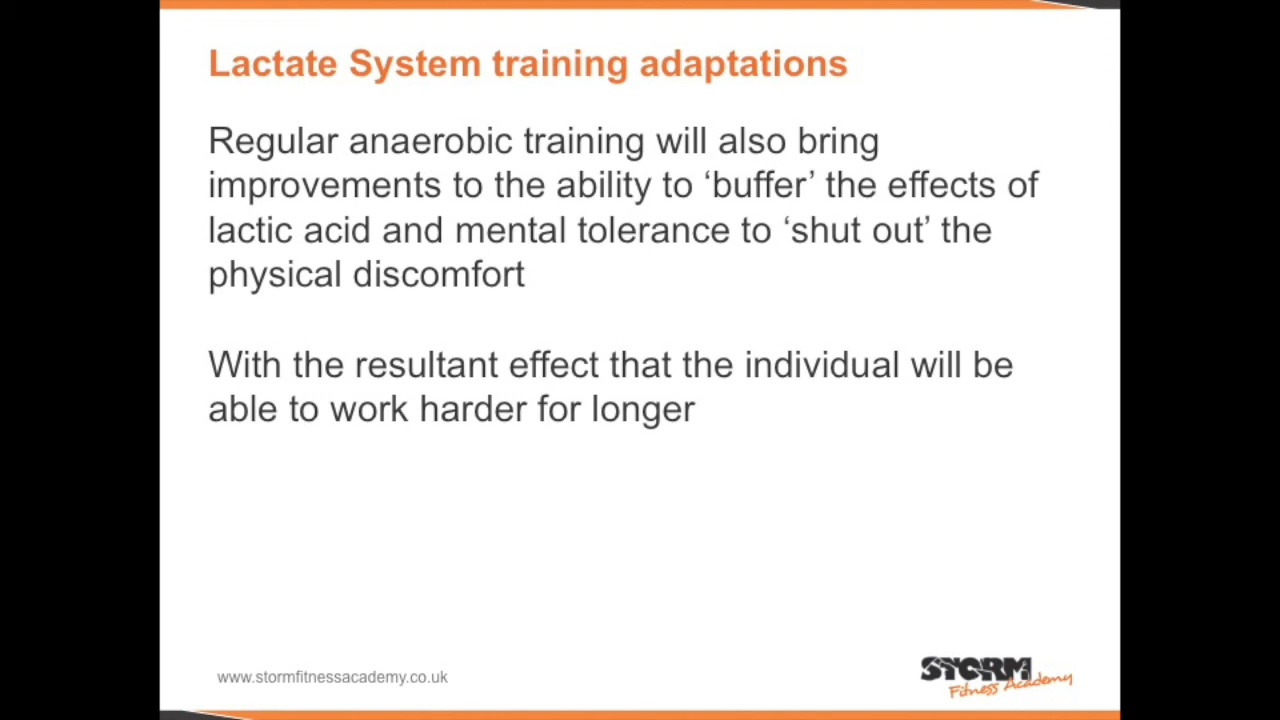 Lactate System training adaptations
Regular anaerobic training will also bring
improvements to the ability to ‘buffer’ the effects of
lactic acid and mental tolerance to ‘shut out’ the
physical discomfort
With the resultant effect that the individual will be
able to work harder for longer
www.stormfitnessacademy.co.uk
STORM
Fitness Academy